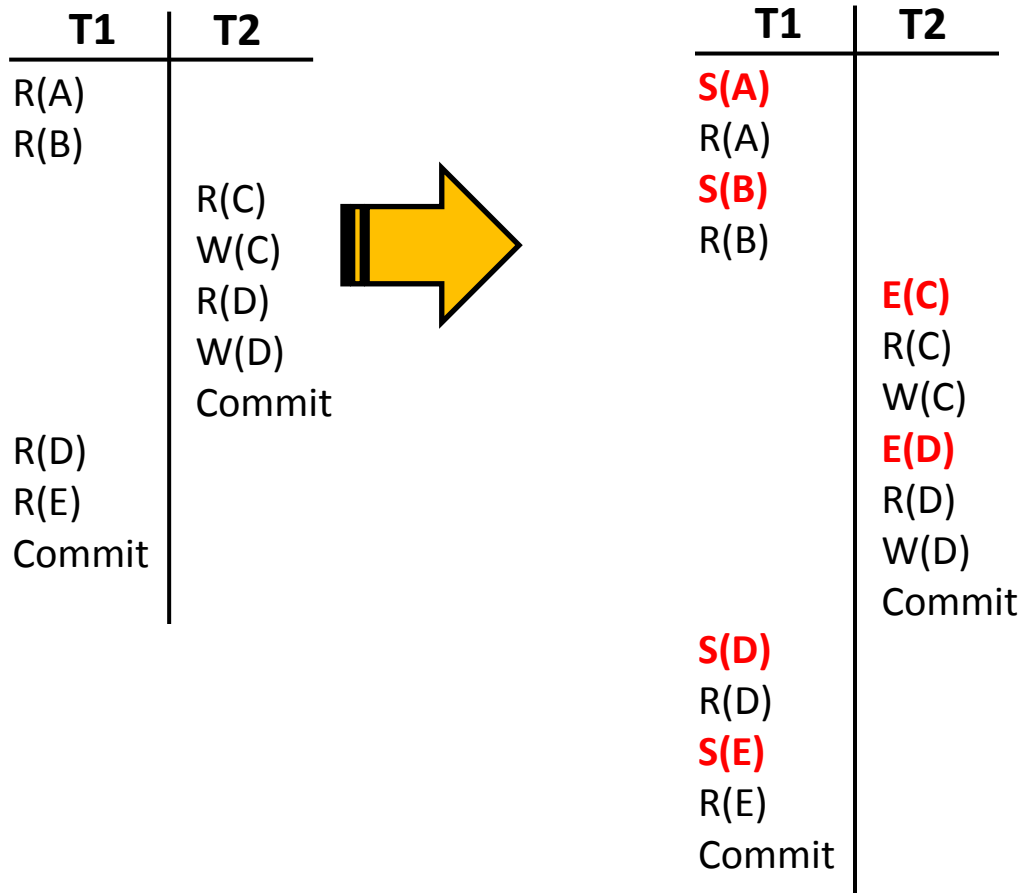 T1 T2
R(A)
R(B)
R(C)
W(C)
R(D)
W(D)
Commit
R(D)
R(E)
Commit
T1 T2
S(A)
R(A)
S(B)
R(B)
E(C)
R(C)
W(C)
E(D)
R(D)
W(D)
Commit
S(D)
R(D)
S(E)
R(E)
Commit